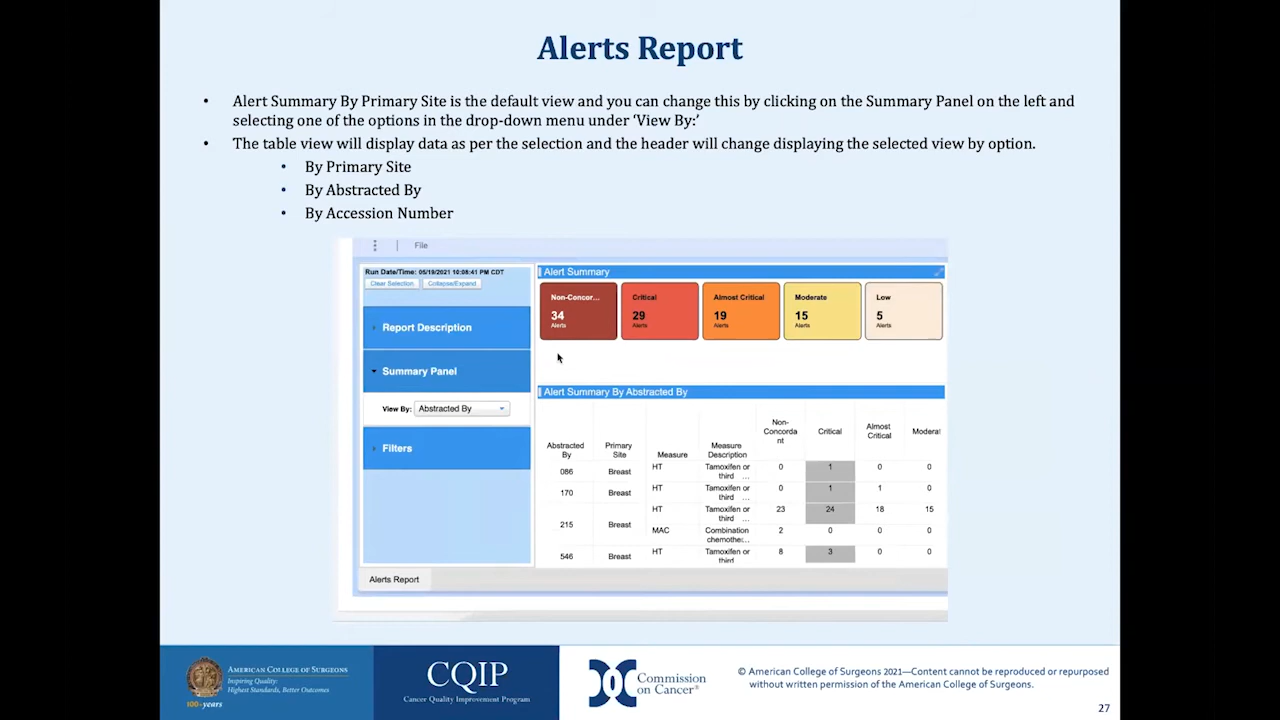 Alerts Report
• Alert Summary By Primary Site is the default view and you can change this by clicking on the Summary Panel on the left and
selecting one of the options in the drop-down menu under ‘View By:’
• The table view will display data as per the selection and the header will change displaying the selected view by option.
• By Primary Site
• By Abstracted By
• By Accession Number
File
Run Date/Time: 05/19/2021 10:08:41 PM CDT
Clear Selection Collapse/Expand
Report Description
Summary Panel
View By: Abstracted By
Filters
Alert Summary
Non-Concor... Critical Almost Critical Moderate Low
34 29 19 15 5
Alerts Alerts Alerts Alerts Alerts
Alert Summary By Abstracted By
Abstracted By Primary Site Measure Measure Description Non-Concordant Critical Almost Critical Moderat
086 Breast HT Tamoxifen or third ... 0 1 0 0
170 Breast HT Tamoxifen or third ... 0 1 1 0
215 Breast HT Tamoxifen or third ... 23 24 18 15
MAC Combination chemothe... 2 0 0 0
546 Breast HT Tamoxifen or third 8 3 0 0
Alerts Report
AMERICAN COLLEGE OF SURGEONS
Inspiring Quality:
Highest Standards, Better Outcomes
100+years
CQIP
Cancer Quality Improvement Program
Commission
on Cancer®
© American College of Surgeons 2021—Content cannot be reproduced or repurposed
without written permission of the American College of Surgeons.
27